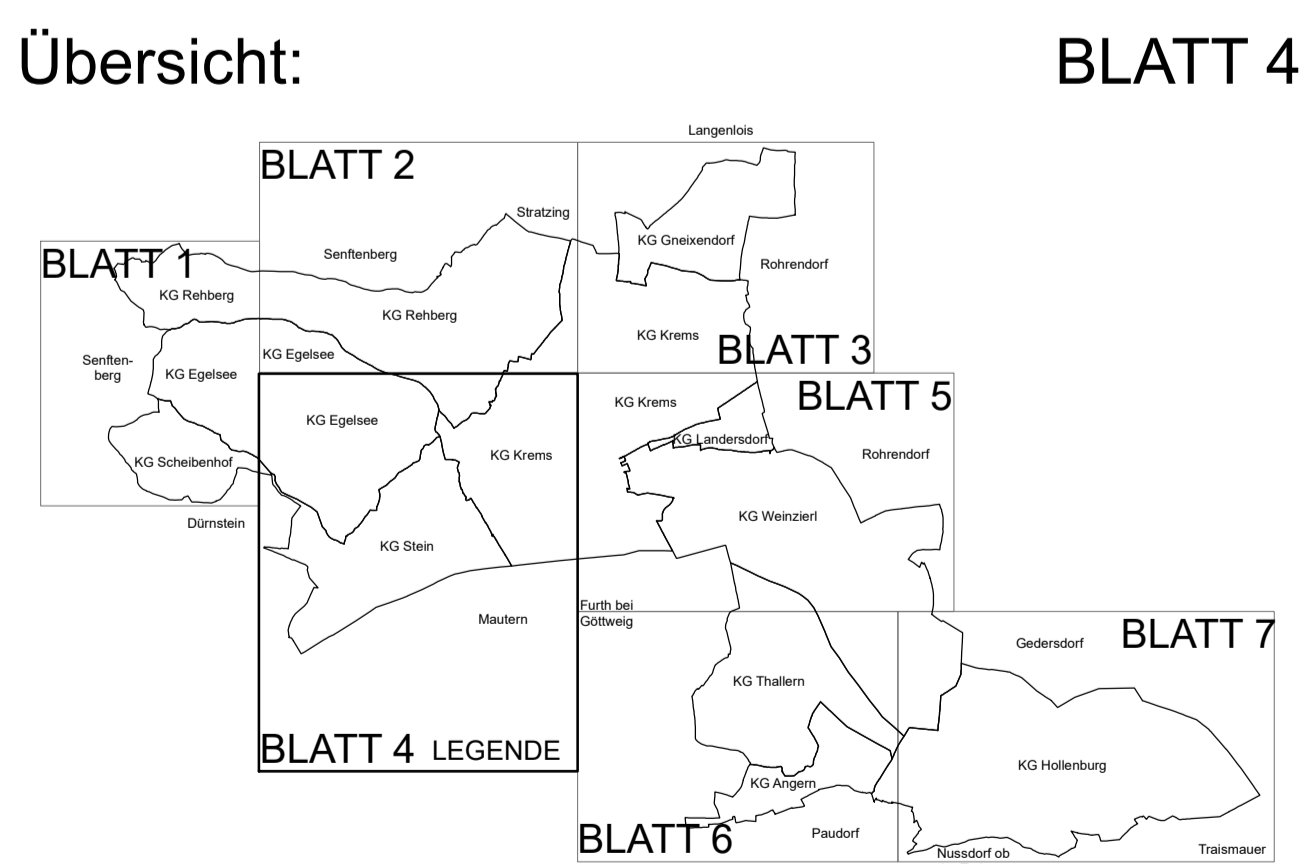 Übersicht:
BLATT 4
Langenlois
BLATT 2
Stratzing
KG Gneixendorf
Senftenberg
Rohrendorf
BLATT 1
KG Rehberg
KG Rehberg
KG Krems
BLATT 3
KG Egelsee
Senften-
berg
KG Egelsee
BLATT 5
KG Krems
KG Egelsee
KG Landersdorf
Rohrendorf
KG Krems
KG Scheibenhof
KG Weinzierl
Dürnstein
KG Stein
Furth bei
Göttweig
Mautern
Gedersdorf
BLATT 7
KG Thallern
BLATT 4
LEGENDE
KG Hollenburg
KG Angern
BLATT 6
Paudorf
Nussdorf ob
Traismauer